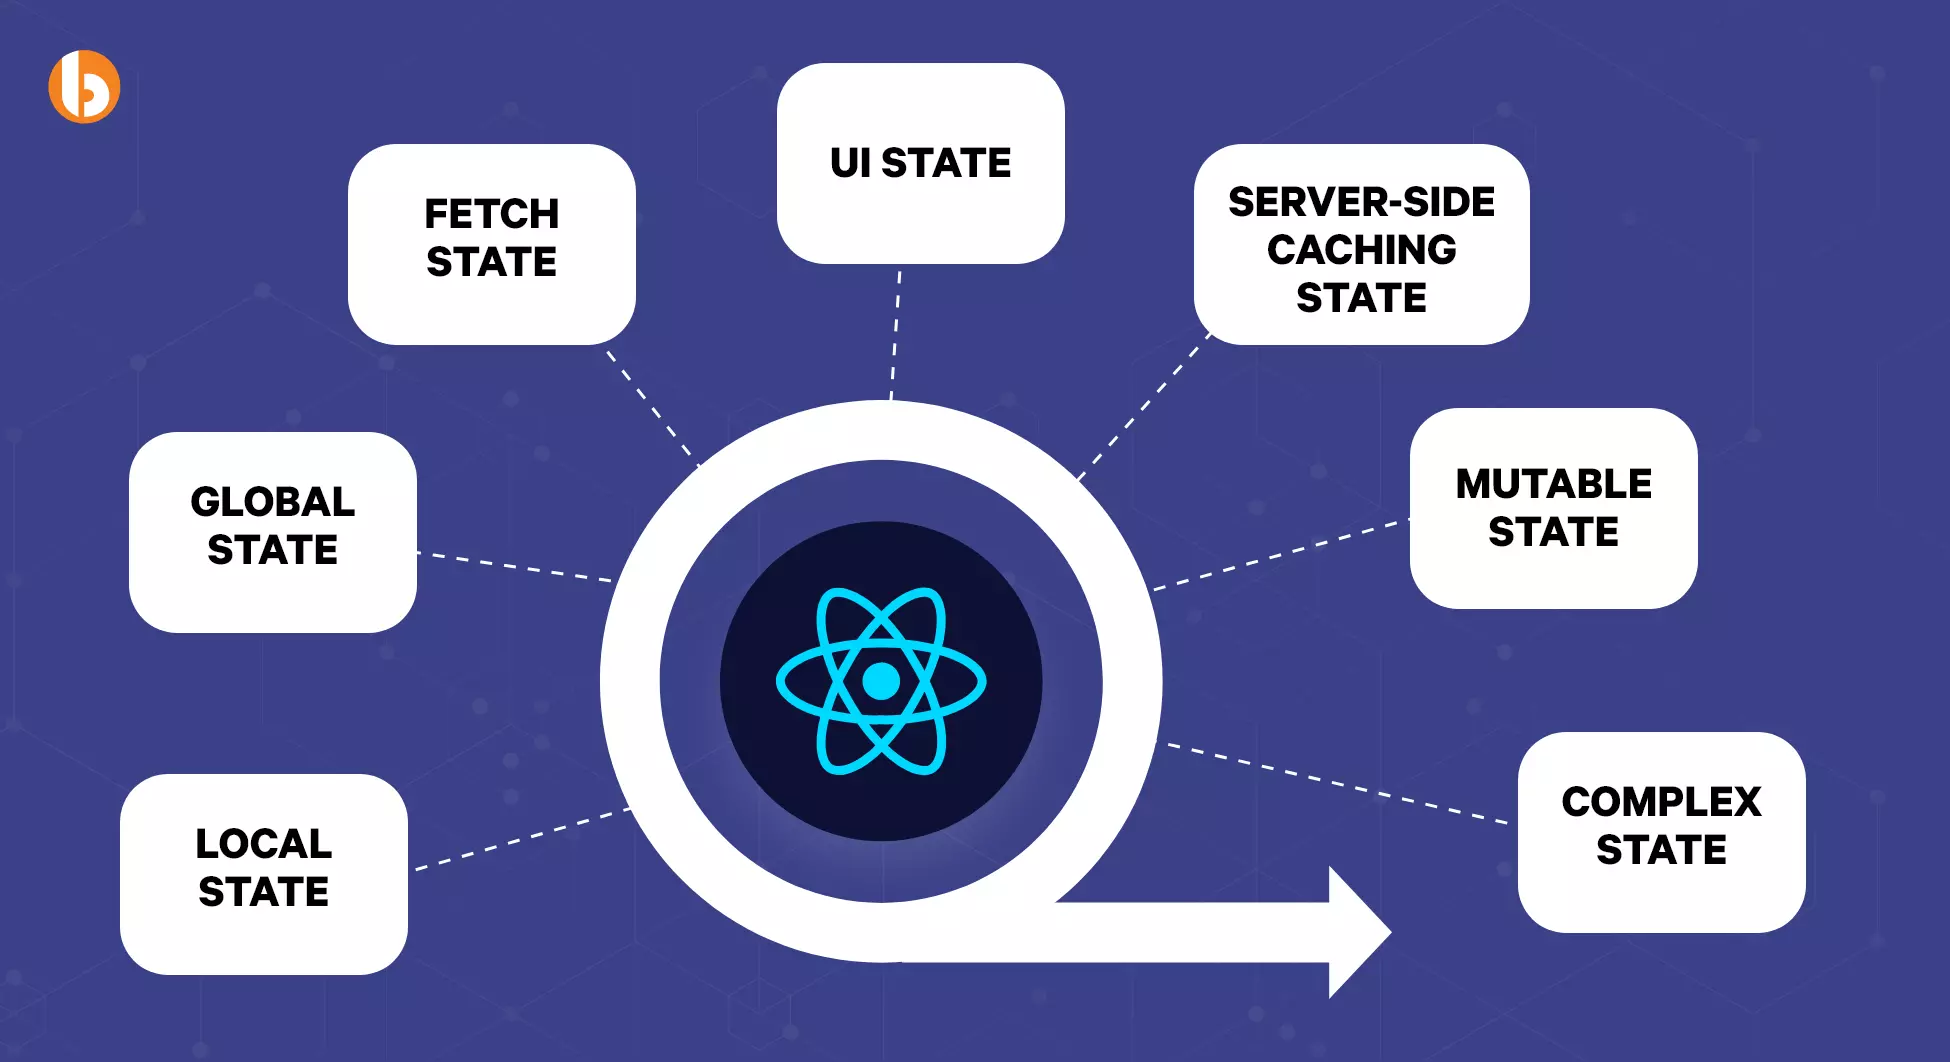 UI STATE
FETCH
STATE
SERVER-SIDE
CACHING
STATE
GLOBAL
STATE
MUTABLE
STATE
LOCAL
STATE
COMPLEX
STATE